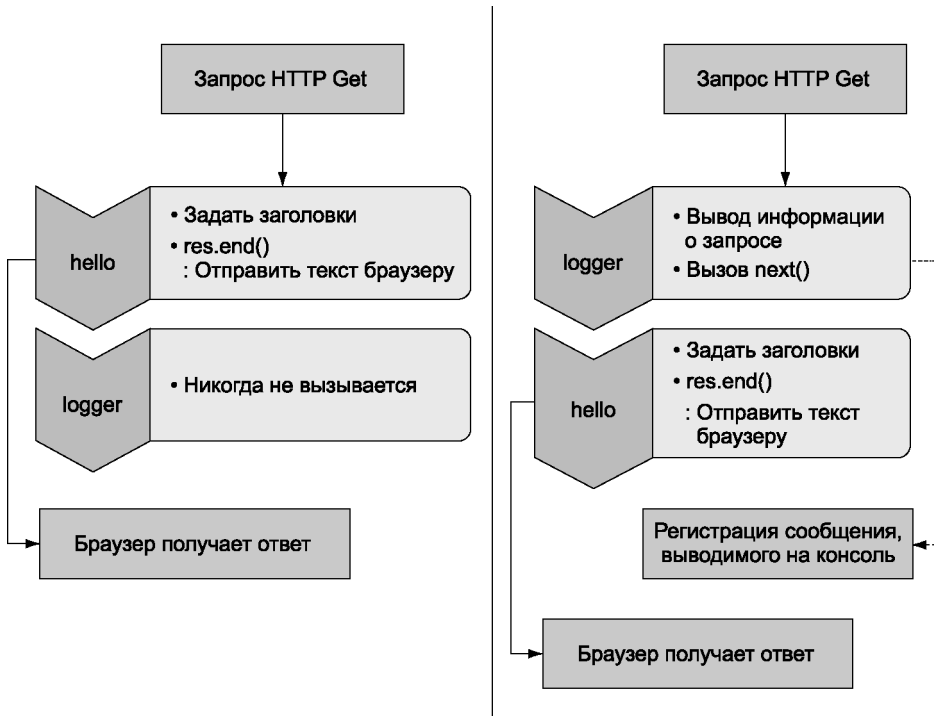 Запрос HTTP Get
hello
• Задать заголовки
• res.end()
: Отправить текст браузеру
logger
• Никогда не вызывается
Браузер получает ответ
Запрос HTTP Get
logger
• Вывод информации
о запросе
• Вызов next()
hello
• Задать заголовки
• res.end()
: Отправить текст
браузеру
Регистрация сообщения,
выводимого на консоль
Браузер получает ответ